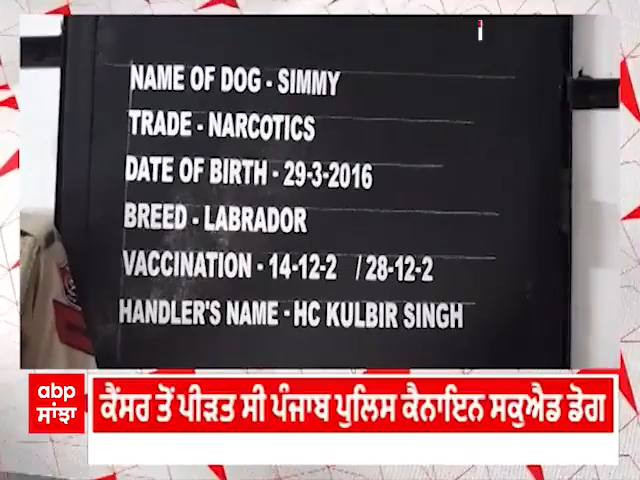 NAME OF DOG - SIMMY
TRADE - NARCOTICS
DATE OF BIRTH - 29-3-2016
BREED - LABRADOR
VACCINATION - 14-12-2 / 28-12-2
HANDLER'S NAME - HC KULBIR SINGH
abp
ਸਾਂਝਾ
ਕੈਂਸਰ ਤੋਂ ਪੀੜਤ ਸੀ ਪੰਜਾਬ ਪੁਲਿਸ ਕੈਨਾਇਨ ਸਕੁਐਡ ਡੋਗ